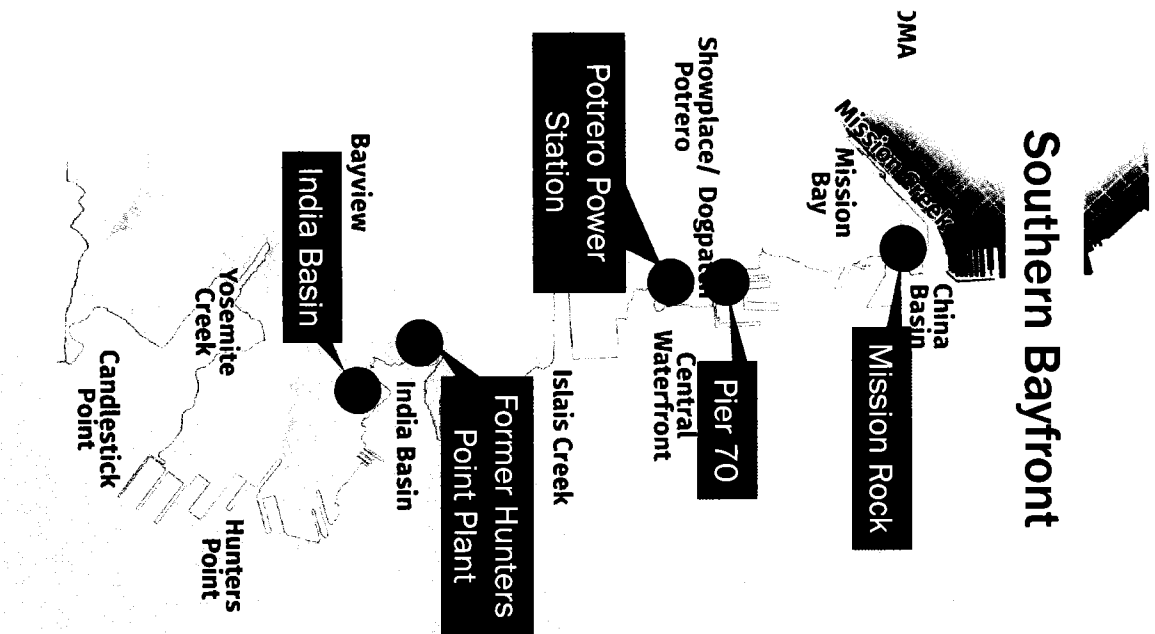 Southern Bayfront
OMA
Mission Creek
Mission
Bay
China
Basin
Mission Rock
Showplace/ Dogpatch
Potrero
Pier 70
Central
Waterfront
Potrero Power
Station
Islais Creek
Former Hunters
Point Plant
India Basin
Bayview
India Basin
Yosemite
Creek
Hunters
Point
Candlestick
Point